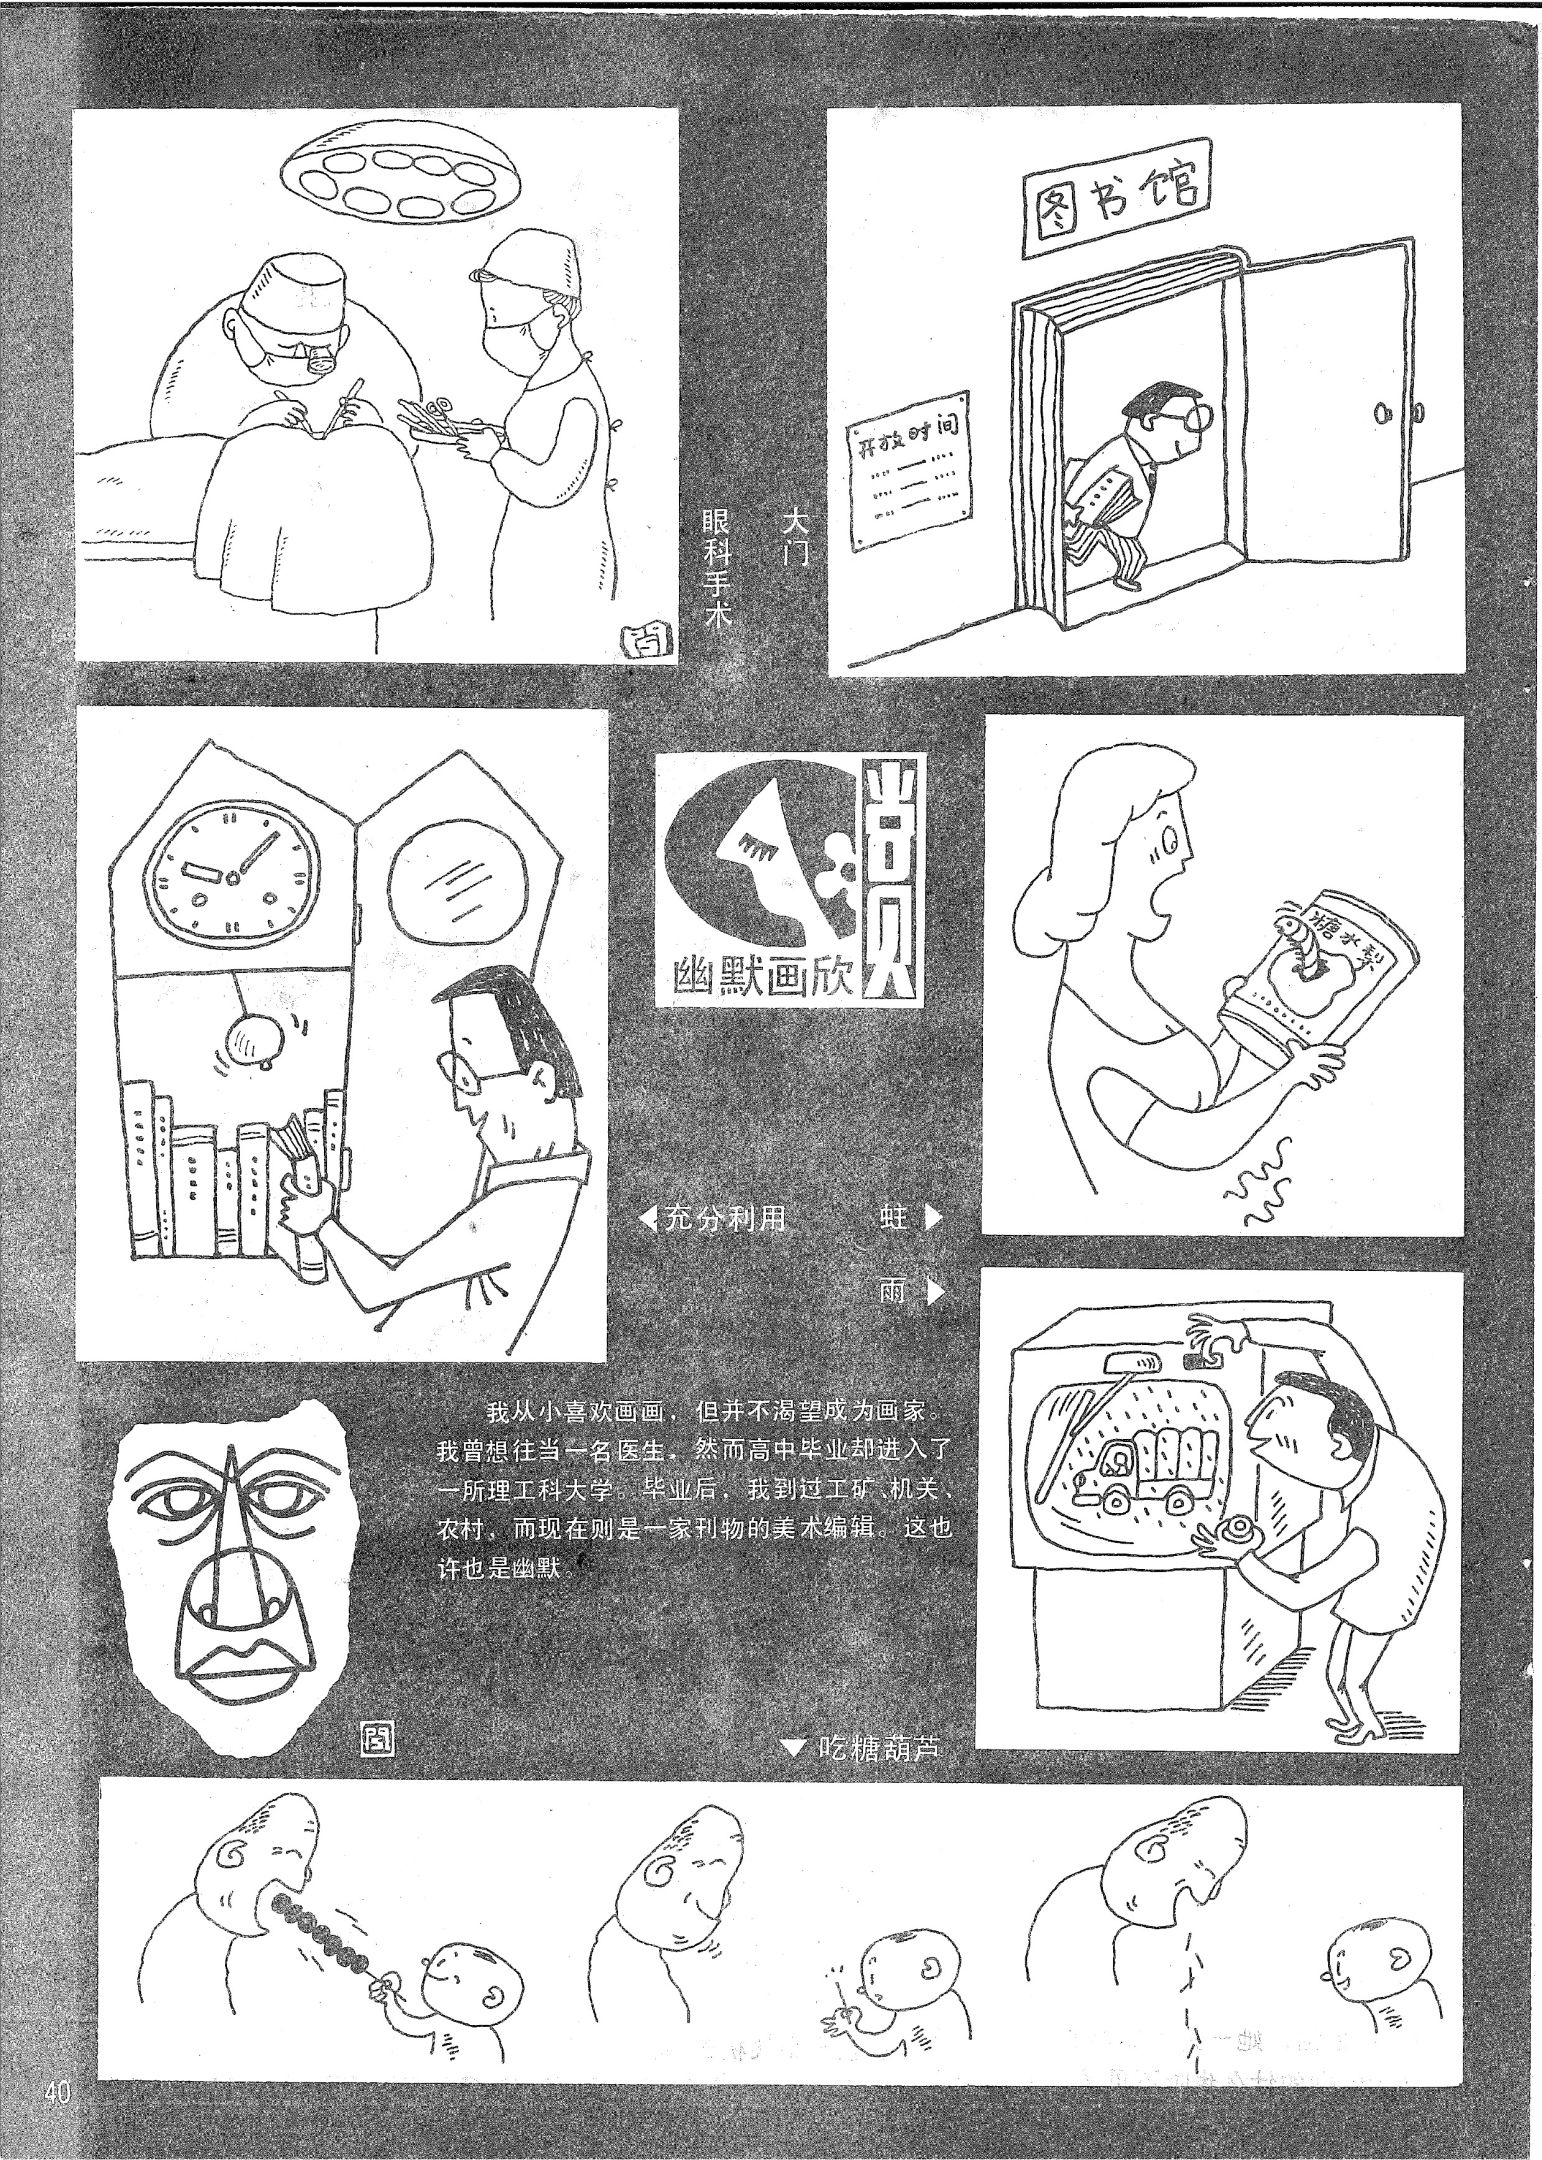 图书馆
开放时间
眼科手术
大门
幽默画欣
赏
糖水梨
充分利用
蛀
雨
我从小喜欢画画，但并不渴望成为画家。
我曾想往当一名医生。然而高中毕业却进入了
一所理工科大学。毕业后，我到过工矿、机关、
农村，而现在则是一家刊物的美术编辑。这也
许也是幽默。
吃糖葫芦
40